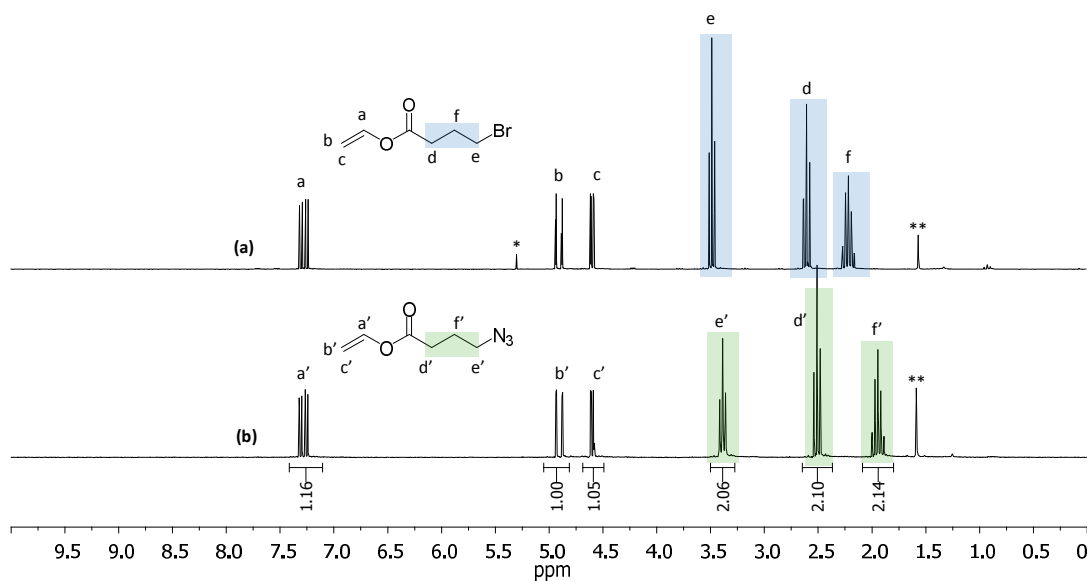 e
d
f
O
a
f
b
O
Br
c
d
e
a
b
c
*
**
(a)
O
a’
f’
N3
b’
O
c’
d’
e’
a’
b’
c’
e’
d’
f’
**
(b)
1.16
1.00
1.05
2.06
2.10
2.14
9.5 9.0 8.5 8.0 7.5 7.0 6.5 6.0 5.5 5.0 4.5 4.0 3.5 3.0 2.5 2.0 1.5 1.0 0.5 0
ppm